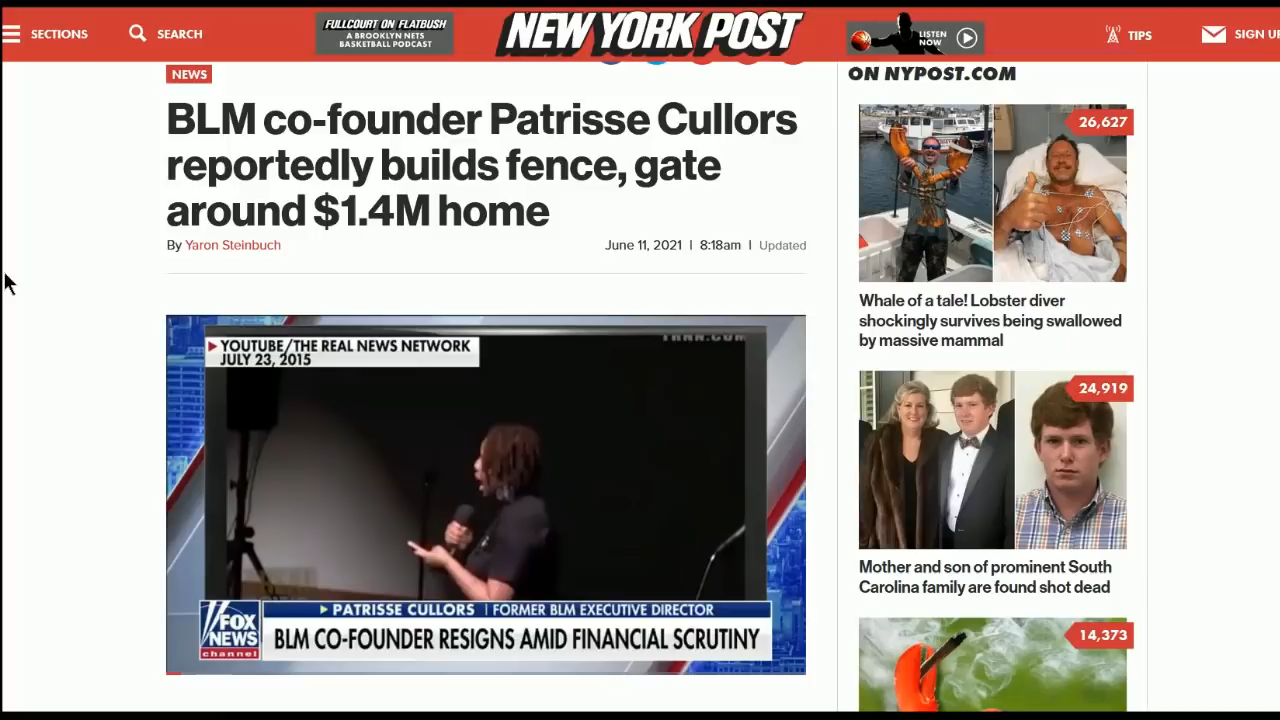 SECTIONS
SEARCH
FULLCOURT ON FLATBUSH
A BROOKLYN NETS
BASKETBALL PODCAST
NEW YORK POST
LISTEN
NOW
TIPS
SIGN U
NEWS
BLM co-founder Patrisse Cullors
reportedly builds fence, gate
around $1.4M home
By Yaron Steinbuch
June 11, 2021 | 8:18am | Updated
YOUTUBE/THE REAL NEWS NETWORK
JULY 23, 2015
TRNN.COM
PATRISSE CULLORS | FORMER BLM EXECUTIVE DIRECTOR
FOX
NEWS
channel
BLM CO-FOUNDER RESIGNS AMID FINANCIAL SCRUTINY
ON NYPOST.COM
26,627
Whale of a tale! Lobster diver
shockingly survives being swallowed
by massive mammal
24,919
Mother and son of prominent South
Carolina family are found shot dead
14,373